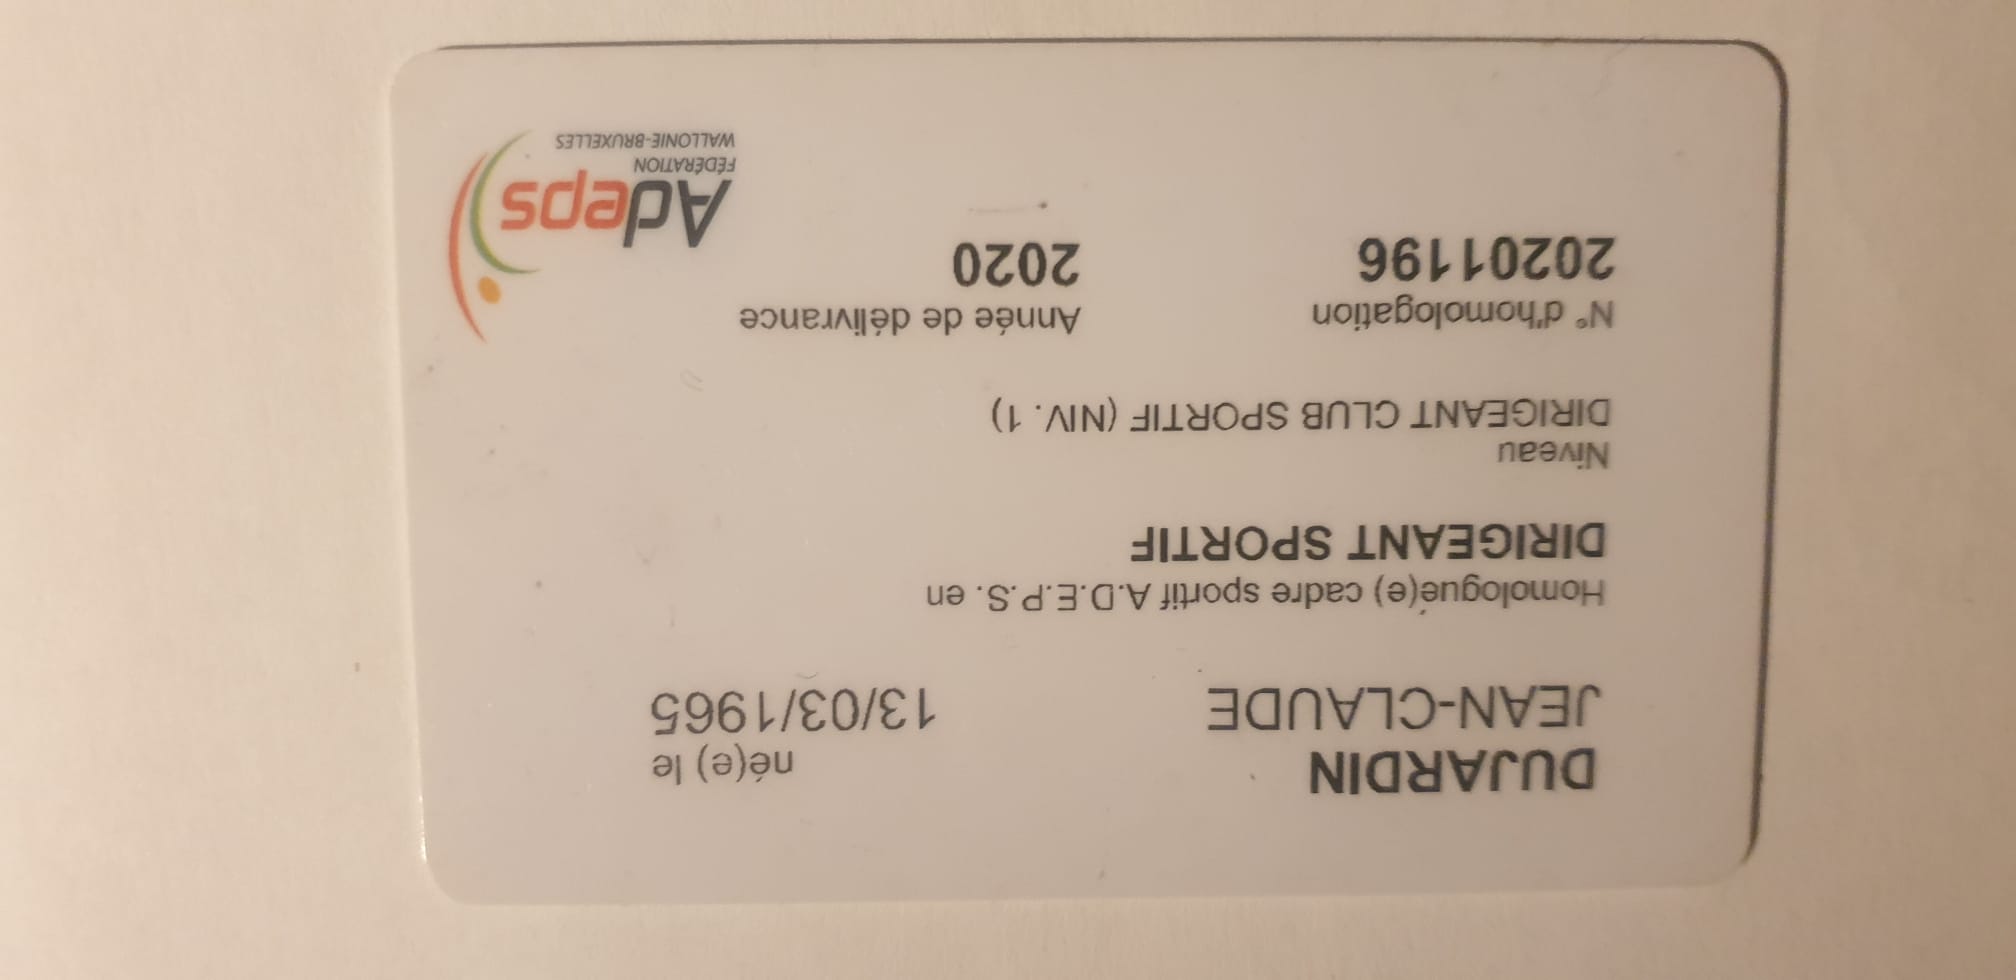 DUJARDIN
né(e) le
JEAN-CLAUDE
13/03/1965
Homologué(e) cadre sportif A.D.E.P.S. en
DIRIGEANT SPORTIF
Niveau
DIRIGEANT CLUB SPORTIF (NIV. 1)
N° d'homologation
Année de délivrance
20201196
2020
Adeps
FÉDÉRATION
WALLONIE-BRUXELLES